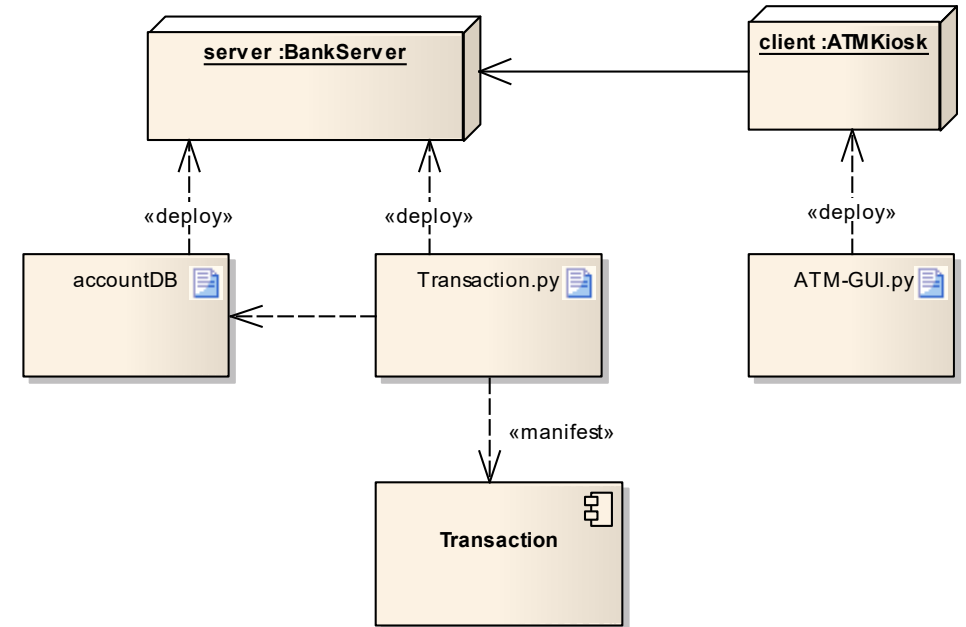 server :BankServer
client :ATMKiosk
«deploy»
«deploy»
«deploy»
accountDB
Transaction.py
ATM-GUI.py
«manifest»
Transaction